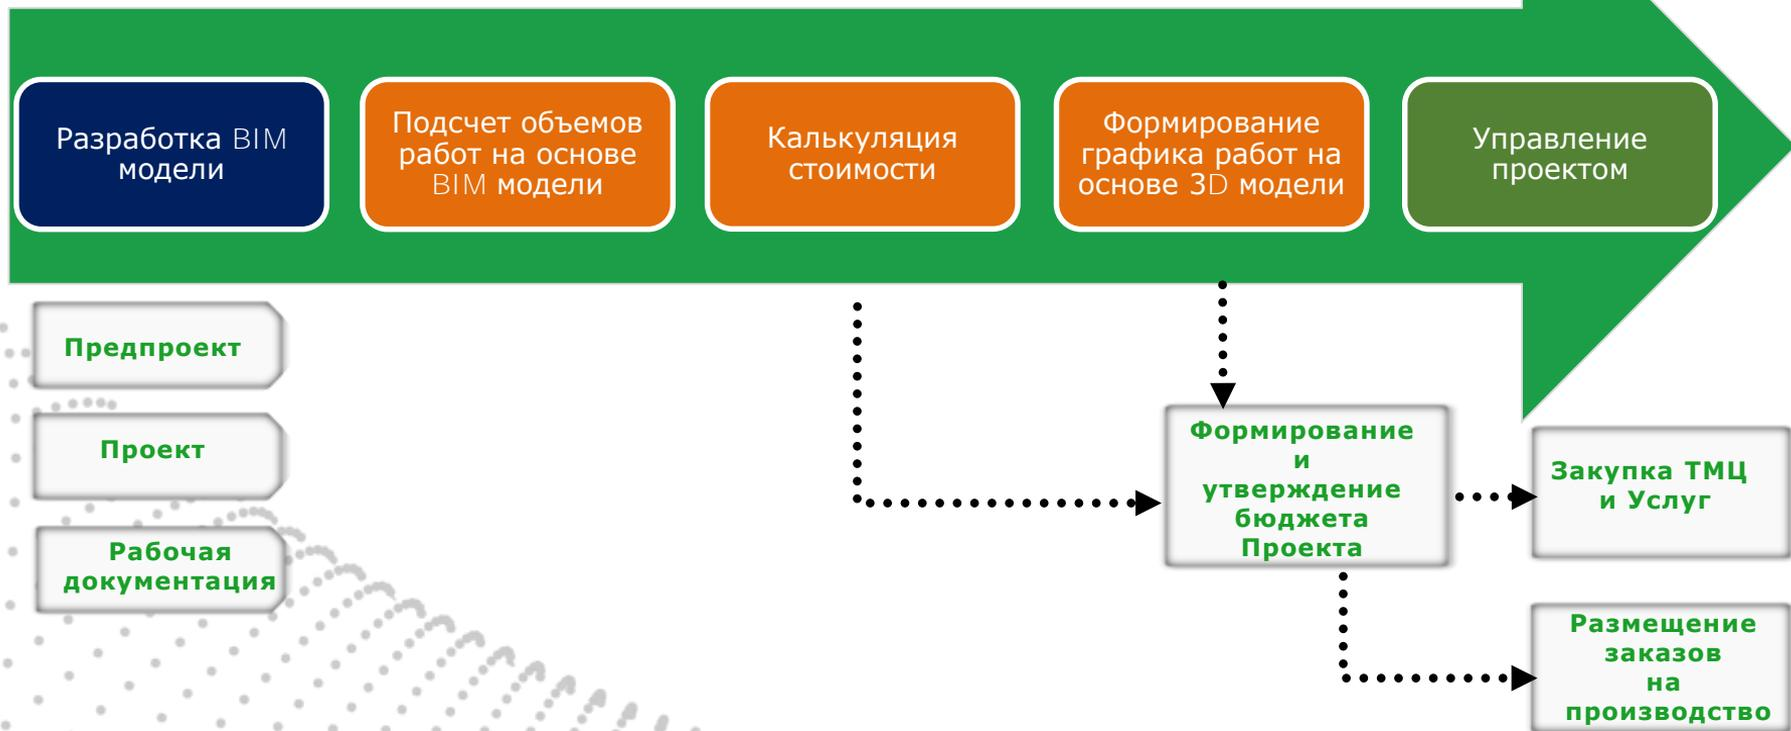 Разработка BIM
модели
Подсчет объемов
работ на основе
BIM модели
Калькуляция
стоимости
Формирование
графика работ на
основе 3D модели
Управление
проектом
Предпроект
Проект
Рабочая
документация
Формирование
и
утверждение
бюджета
Проекта
Закупка ТМЦ
и Услуг
Размещение
заказов
на
производство